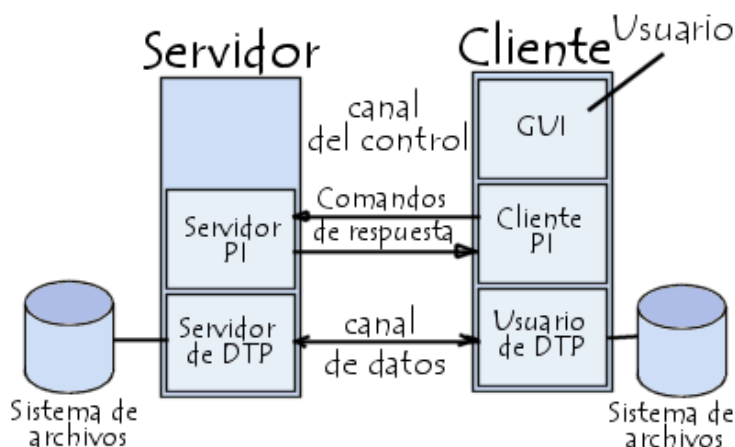 Servidor
Cliente
Usuario
canal
del control
GUI
Comandos
de respuesta
Servidor
PI
Cliente
PI
Servidor
de DTP
canal
de datos
Usuario
de DTP
Sistema de
archivos
Sistema de
archivos